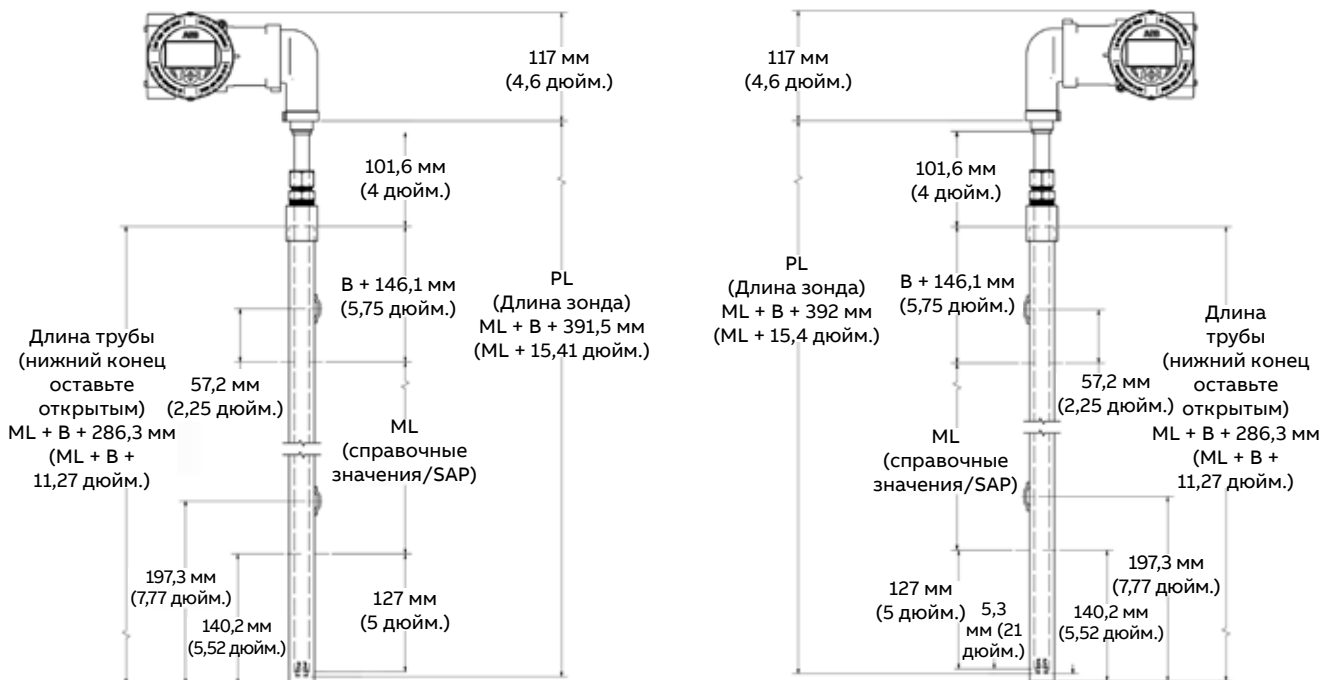 ABB
117 мм
(4,6 дюйм.)
101,6 мм
(4 дюйм.)
B + 146,1 мм
(5,75 дюйм.)
PL
(Длина зонда)
ML + B + 391,5 мм
(ML + 15,41 дюйм.)
Длина трубы
(нижний конец
оставьте
открытым)
ML + B + 286,3 мм
(ML + B +
11,27 дюйм.)
57,2 мм
(2,25 дюйм.)
ML
(справочные
значения/SAP)
197,3 мм
(7,77 дюйм.)
140,2 мм
(5,52 дюйм.)
127 мм
(5 дюйм.)
ABB
117 мм
(4,6 дюйм.)
101,6 мм
(4 дюйм.)
PL
(Длина зонда)
ML + B + 392 мм
(ML + 15,4 дюйм.)
B + 146,1 мм
(5,75 дюйм.)
57,2 мм
(2,25 дюйм.)
Длина
трубы
(нижний конец
оставьте
открытым)
ML + B + 286,3 мм
(ML + B +
11,27 дюйм.)
ML
(справочные
значения/SAP)
197,3 мм
(7,77 дюйм.)
127 мм
(5 дюйм.)
5,3
мм (21
дюйм.)
140,2 мм
(5,52 дюйм.)